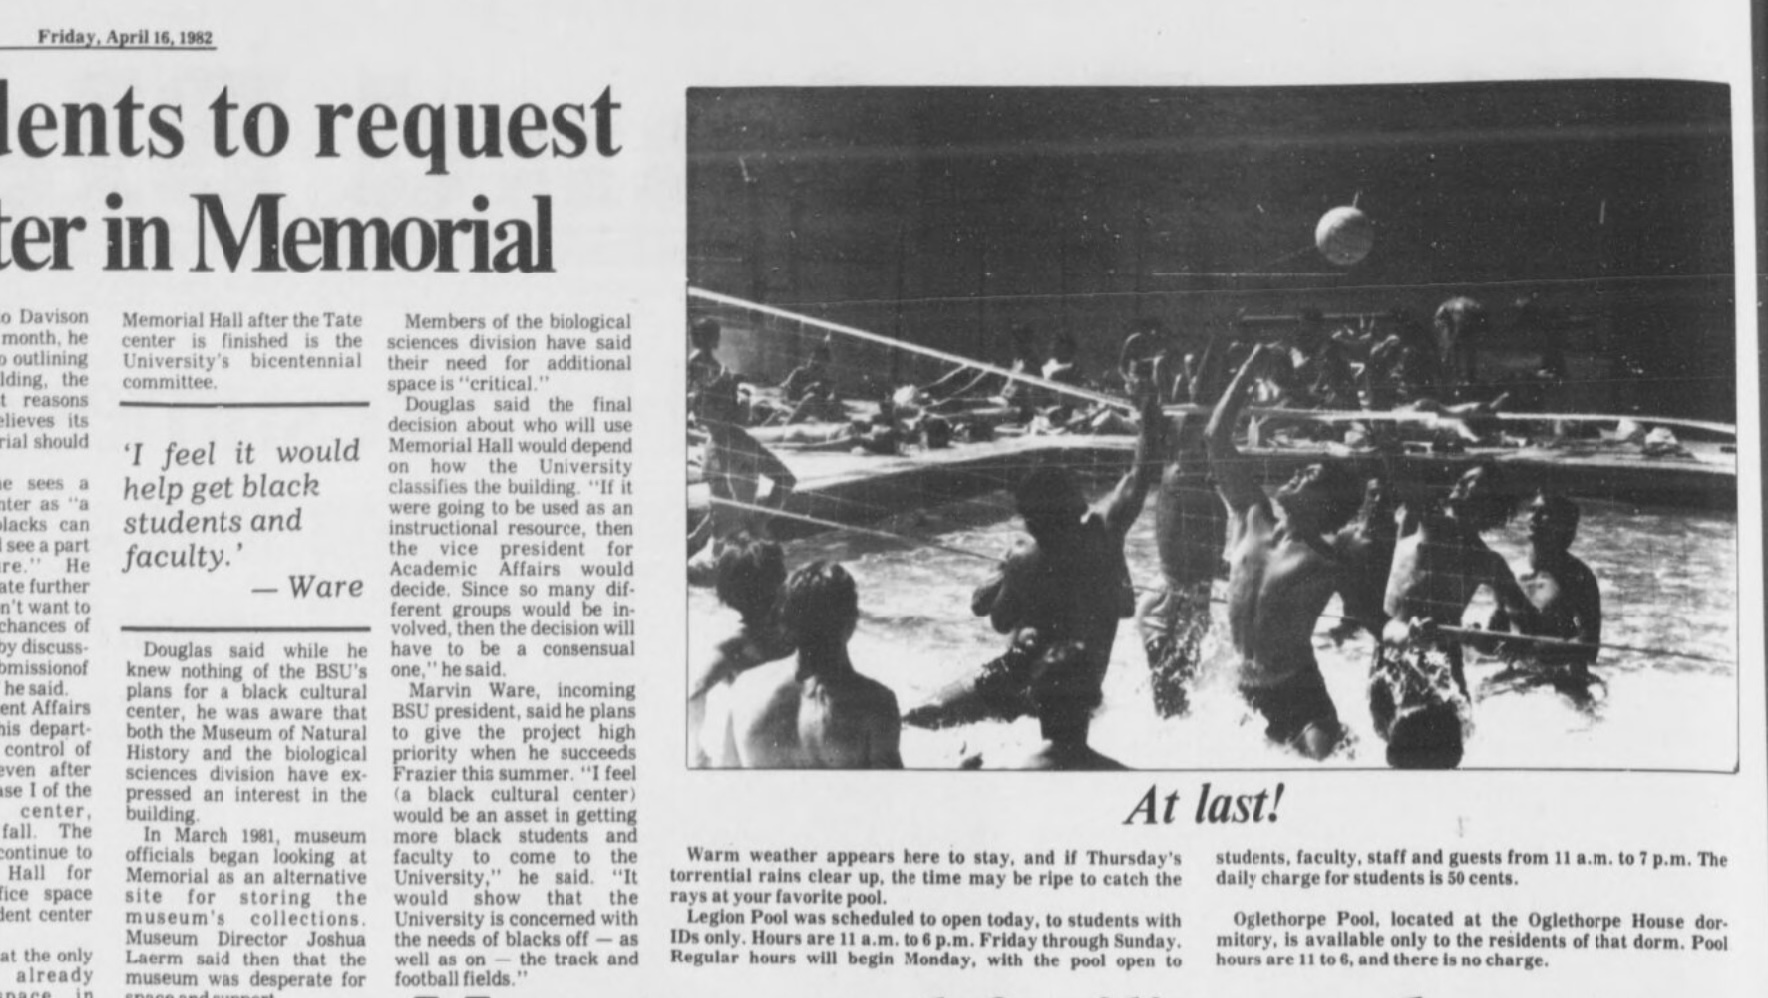 Friday, April 16, 1982
dents to request
ter in Memorial
o Davison
month, he
outlining
lding, the
t reasons
elieves its
rial should
e sees a
nter as "a
blacks can
see a part
re." He
ate further
n't want to
chances of
by discuss-
bmissionof
he said.
ent Affairs
his depart-
control of
even after
ase I of the
center,
fall. The
continue to
Hall for
fice space
dent center
at the only
already
space in
Memorial Hall after the Tate
center is finished is the
University's bicentennial
committee.
'I feel it would
help get black
students and
faculty.'
— Ware
Douglas said while he
knew nothing of the BSU's
plans for a black cultural
center, he was aware that
both the Museum of Natural
History and the biological
sciences division have ex-
pressed an interest in the
building.
In March 1981, museum
officials began looking at
Memorial as an alternative
site for storing the
museum's collections.
Museum Director Joshua
Laerm said then that the
museum was desperate for
space and support.
Members of the biological
sciences division have said
their need for additional
space is "critical."
Douglas said the final
decision about who will use
Memorial Hall would depend
on how the University
classifies the building. "If it
were going to be used as an
instructional resource, then
the vice president for
Academic Affairs would
decide. Since so many dif-
ferent groups would be in-
volved, then the decision will
have to be a consensual
one," he said.
Marvin Ware, incoming
BSU president, said he plans
to give the project high
priority when he succeeds
Frazier this summer. "I feel
(a black cultural center)
would be an asset in getting
more black students and
faculty to come to the
University," he said. "It
would show that the
University is concerned with
the needs of blacks off — as
well as on — the track and
football fields."
At last!
Warm weather appears here to stay, and if Thursday's
torrential rains clear up, the time may be ripe to catch the
rays at your favorite pool.
Legion Pool was scheduled to open today, to students with
IDs only. Hours are 11 a.m. to 6 p.m. Friday through Sunday.
Regular hours will begin Monday, with the pool open to
students, faculty, staff and guests from 11 a.m. to 7 p.m. The
daily charge for students is 50 cents.
Oglethorpe Pool, located at the Oglethorpe House dor-
mitory, is available only to the residents of that dorm. Pool
hours are 11 to 6, and there is no charge.